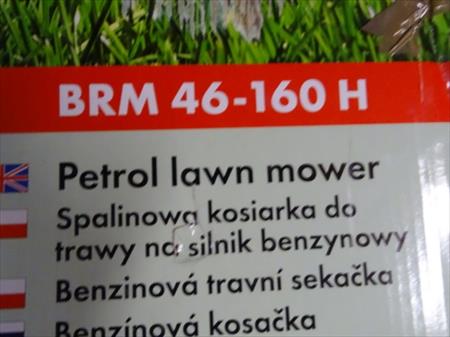 BRM 46-160 H
Petrol lawn mower
Spalinowa kosiarka do
trawy na silnik benzynowy
Benzinová travní sekačka
Benzínová kosačka